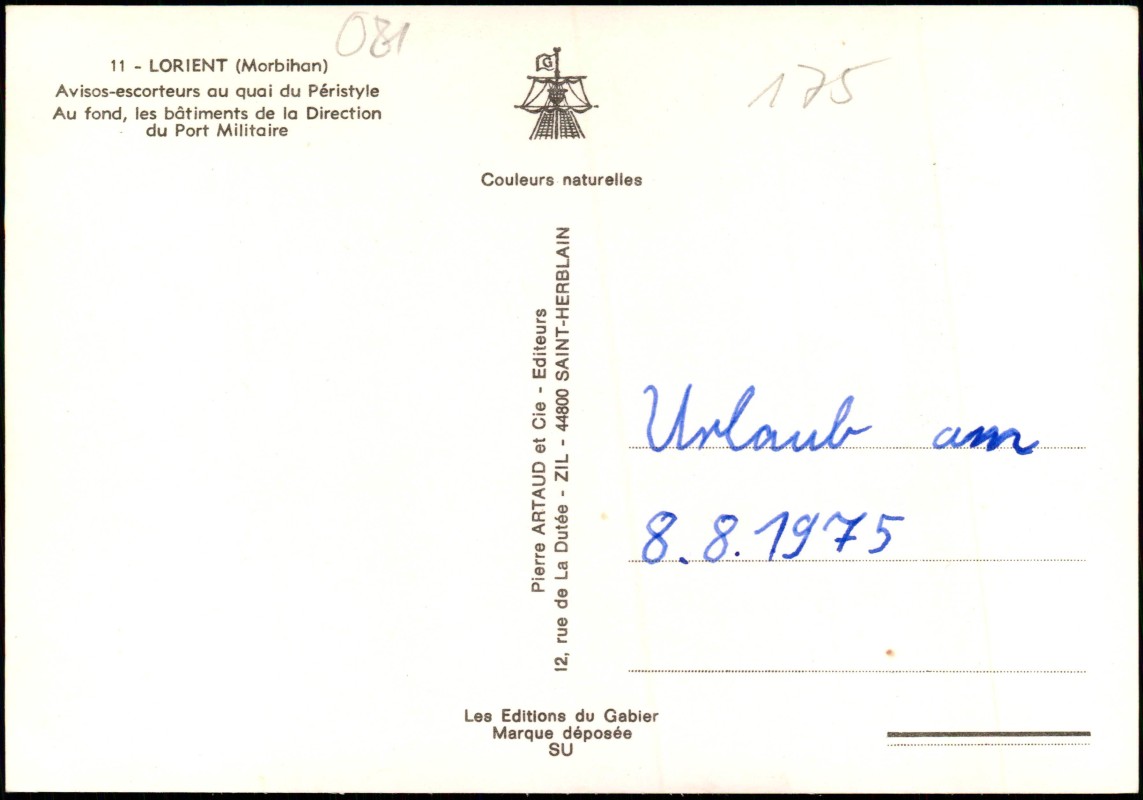 081
11 - LORIENT (Morbihan)
Avisos-escorteurs au quai du Péristyle
Au fond, les bâtiments de la Direction
du Port Militaire
G
175
Couleurs naturelles
Pierre ARTAUD et Cie - Editeurs
12, rue de La Dutée - ZIL - 44800 SAINT-HERBLAIN
Urlaub am
8.8.1975
Les Editions du Gabier
Marque déposée
SU